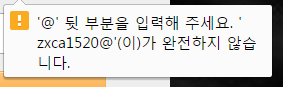 '@' 뒷 부분을 입력해 주세요. '
zxca1520@'(이)가 완전하지 않습
니다.